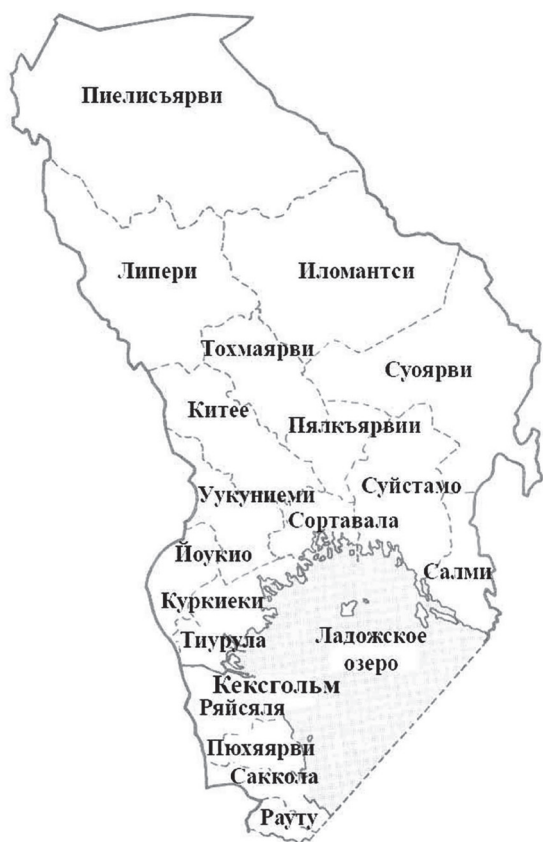 Пиелисъярви
Липери
Иломантси
Тохмаярви
Суоярви
Китее
Пялкъярвии
Суйстамо
Уукуниеми
Сортавала
Йоукио
Салми
Куркиеки
Тиурула
Ладожское
озеро
Кексгольм
Ряйсяля
Пюхяярви
Саккола
Рауту